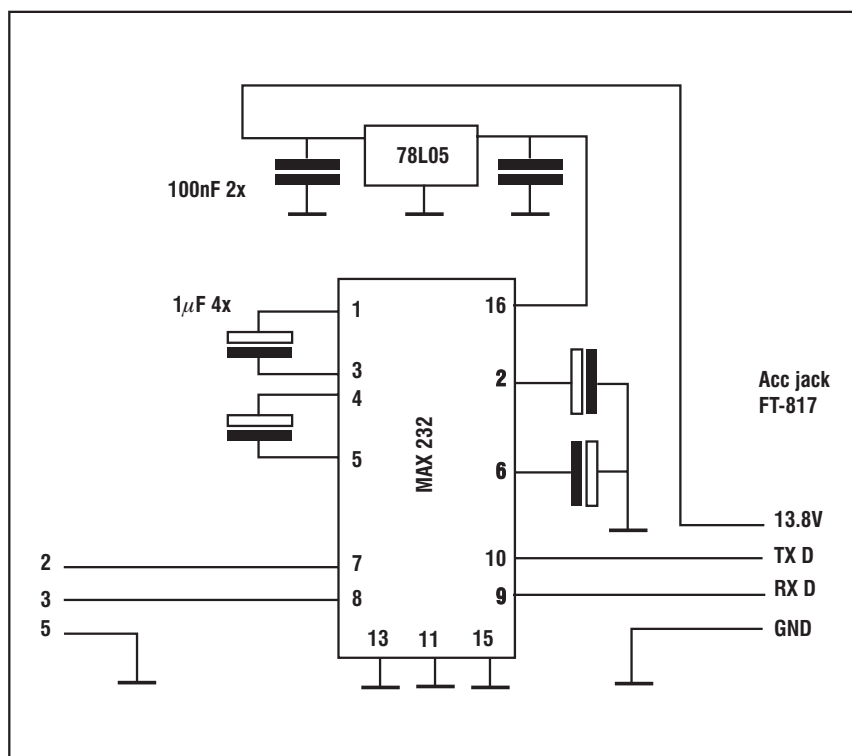 78L05
100nF 2x
1μF 4x
1
16
3
2
4
Acc jack
FT-817
MAX 232
5
6
13.8V
2
7
10
TX D
3
8
9
RX D
5
13
11
15
GND